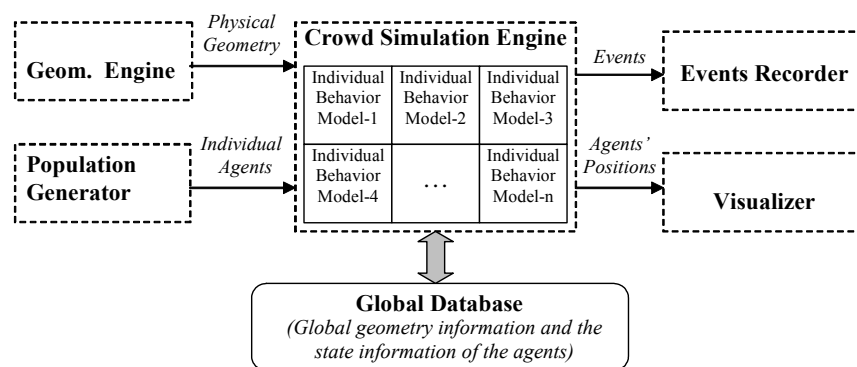 Physical
Geometry
Geom. Engine
Crowd Simulation Engine
Events
Events Recorder
Individual
Behavior
Model-1
Individual
Behavior
Model-2
Individual
Behavior
Model-3
Population
Generator
Individual
Agents
Individual
Behavior
Model-4
…
Individual
Behavior
Model-n
Agents’
Positions
Visualizer
Global Database
(Global geometry information and the
state information of the agents)